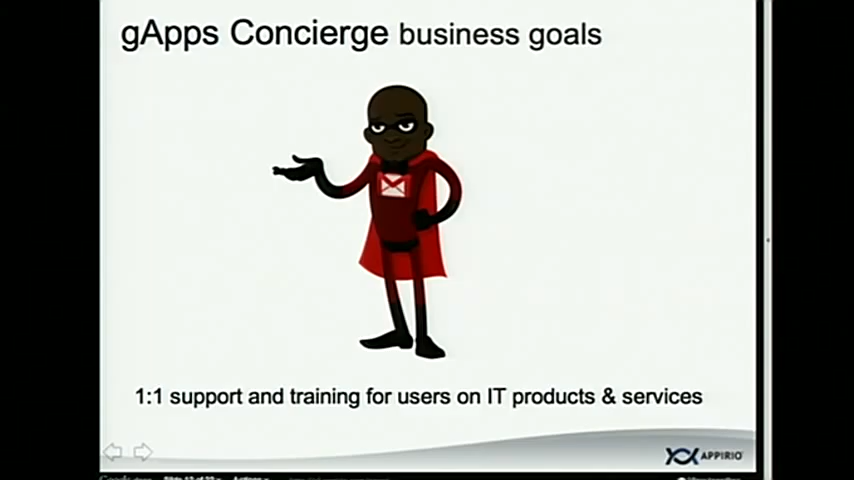 gApps Concierge business goals
1:1 support and training for users on IT products & services
APPIRIO